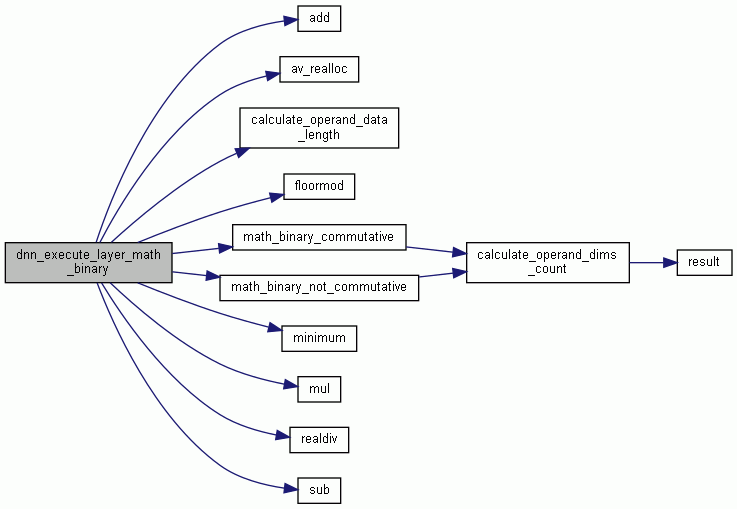 add
av_realloc
calculate_operand_data
_length
floormod
dnn_execute_layer_math
_binary
math_binary_commutative
math_binary_not_commutative
calculate_operand_dims
_count
result
minimum
mul
realdiv
sub